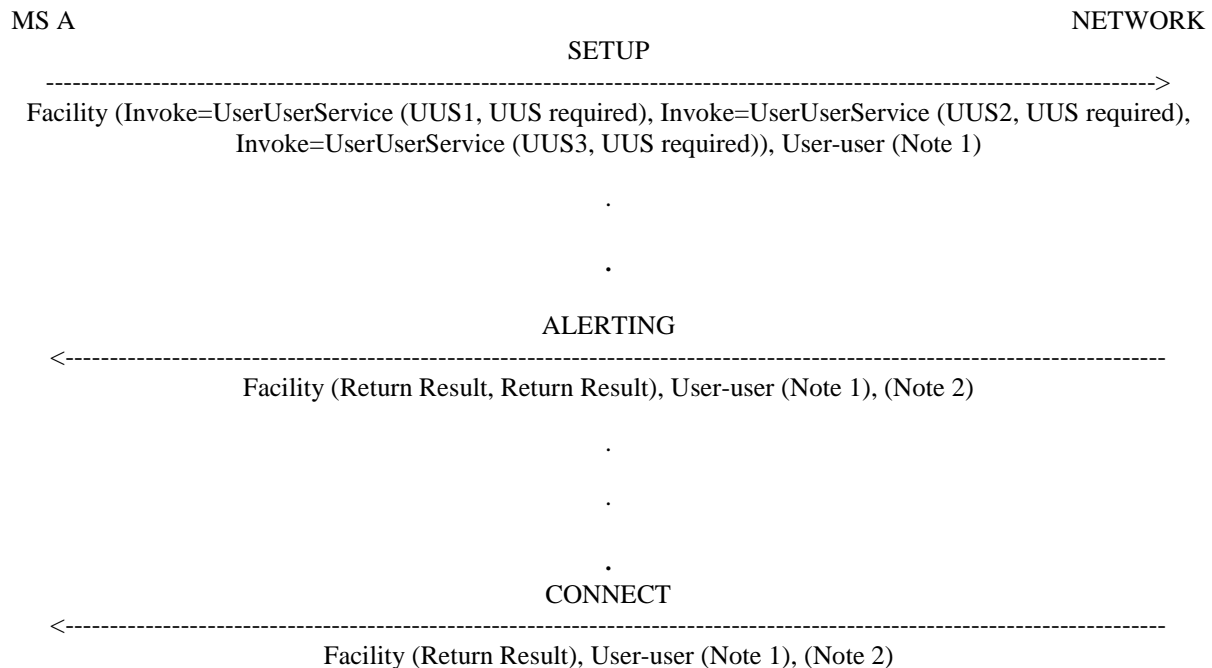 MS A NETWORK
SETUP
------------------------------------------------------------------------------------------------------------------------------>
Facility (Invoke=UserUserService (UUS1, UUS required), Invoke=UserUserService (UUS2, UUS required),
Invoke=UserUserService (UUS3, UUS required)), User-user (Note 1)
.
.
ALERTING
<-----------------------------------------------------------------------------------------------------------------------------
Facility (Return Result, Return Result), User-user (Note 1), (Note 2)
.
.
.
CONNECT
<-----------------------------------------------------------------------------------------------------------------------------
Facility (Return Result), User-user (Note 1), (Note 2)